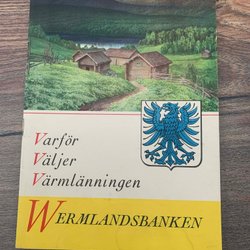 Varför
Väljer
Värmlänningen
WERMLANDSBANKEN